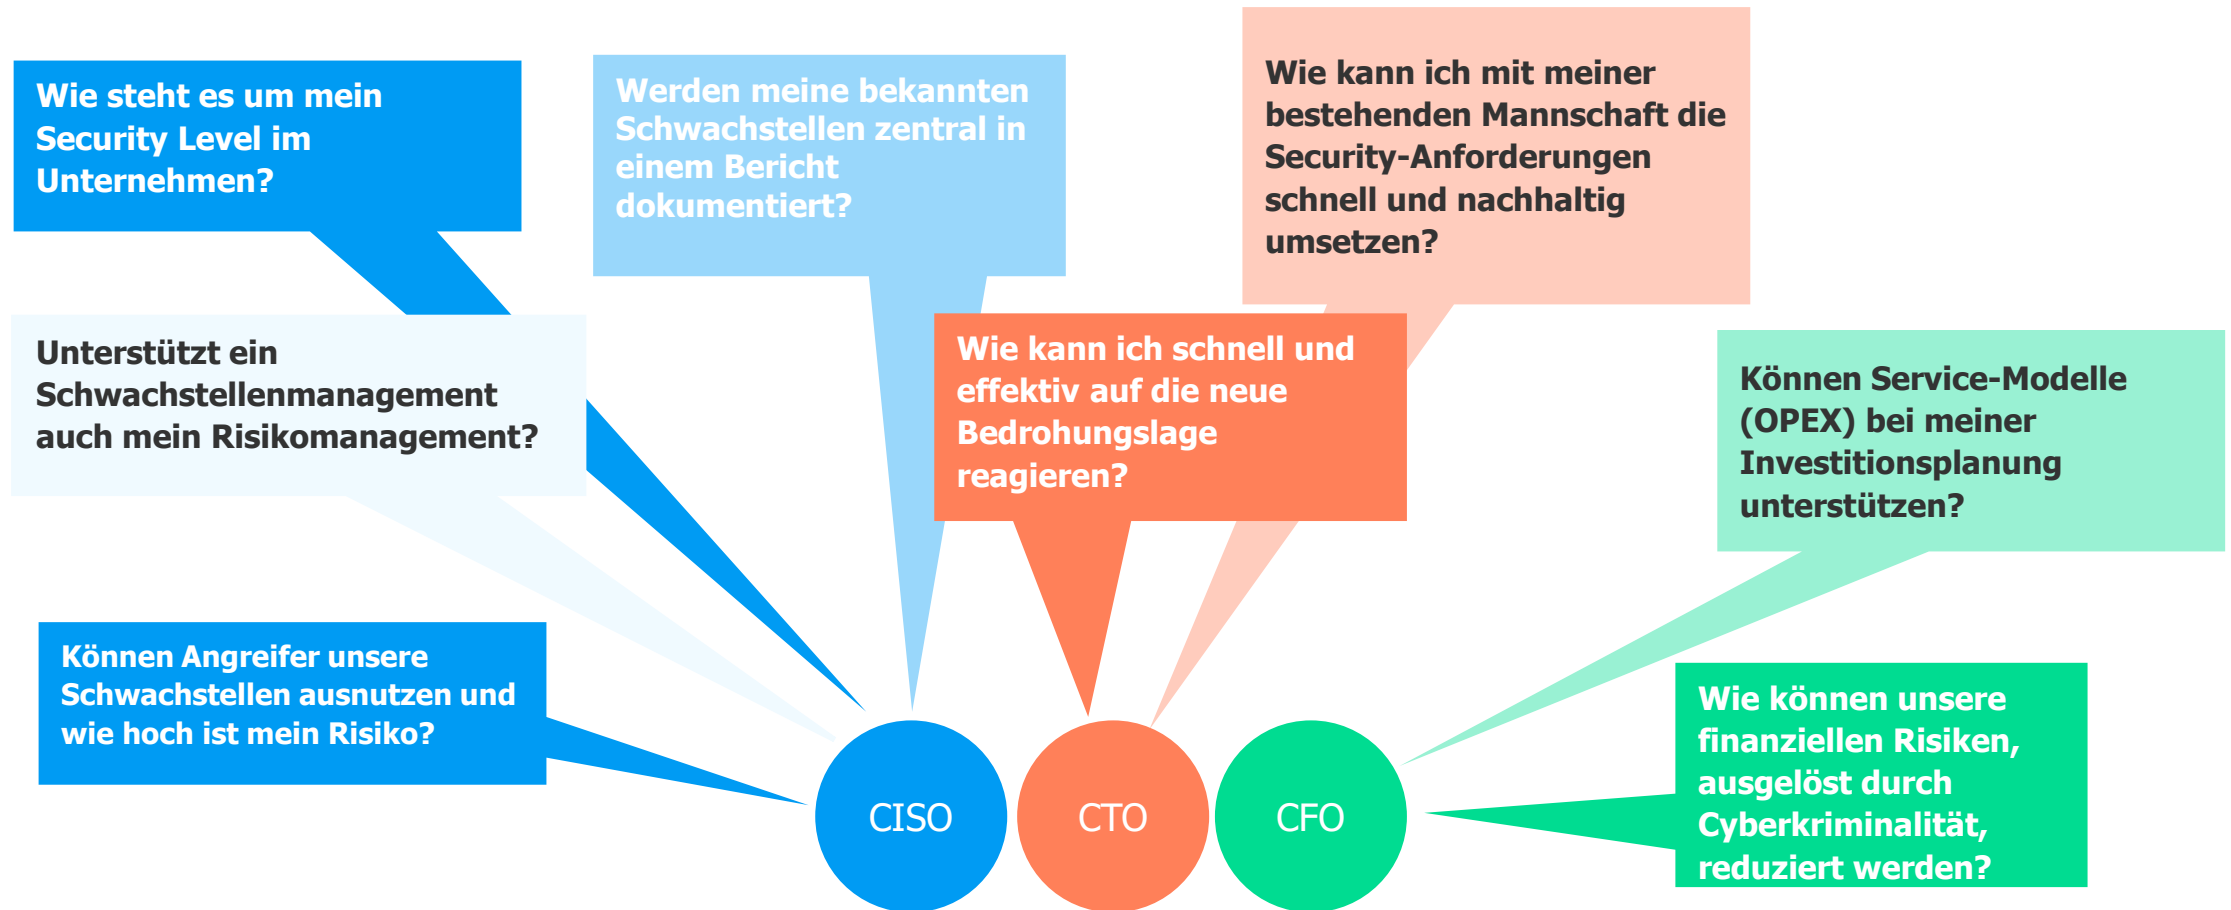 Wie steht es um mein
Security Level im
Unternehmen?
Werden meine bekannten
Schwachstellen zentral in
einem Bericht
dokumentiert?
Wie kann ich mit meiner
bestehenden Mannschaft die
Security-Anforderungen
schnell und nachhaltig
umsetzen?
Unterstützt ein
Schwachstellenmanagement
auch mein Risikomanagement?
Wie kann ich schnell und
effektiv auf die neue
Bedrohungslage
reagieren?
Können Service-Modelle
(OPEX) bei meiner
Investitionsplanung
unterstützen?
Können Angreifer unsere
Schwachstellen ausnutzen und
wie hoch ist mein Risiko?
Wie können unsere
finanziellen Risiken,
ausgelöst durch
Cyberkriminalität,
reduziert werden?
CISO
CTO
CFO